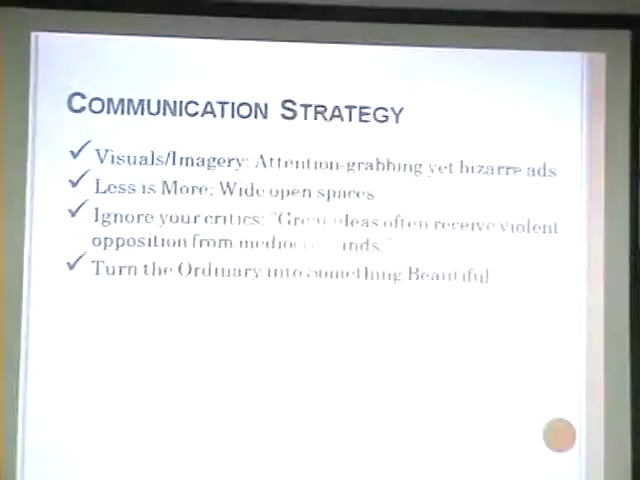 COMMUNICATION STRATEGY
Visuals/Imagery: Attention-grabbing yet bizarre ads
Less is More: Wide open spaces
Ignore your critics: "Great ideas often receive violent
opposition from mediocre minds."
Turn the Ordinary into Something Beautiful